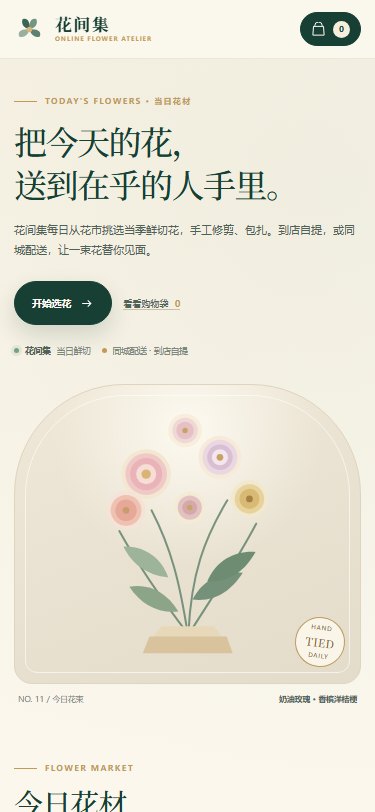 花间集
ONLINE FLOWER ATELIER
0
TODAY'S FLOWERS · 当日花材
把今天的花,
送到在乎的人手里。
花间集每日从花市挑选当季鲜切花，手工修剪、包扎。到店自提，或同
城配送，让一束花替你见面。
开始选花 →
看看购物袋 0
花间集 当日鲜切 同城配送 · 到店自提
HAND
TIED
DAILY
NO. 11 / 今日花束
奶油玫瑰 · 香槟洋桔梗
FLOWER MARKET
今日花材